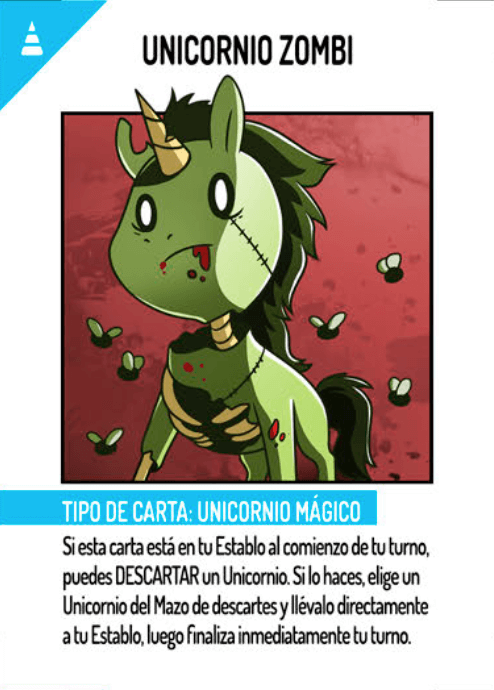 UNICORNIO ZOMBI
TIPO DE CARTA: UNICORNIO MÁGICO
Si esta carta está en tu Establo al comienzo de tu turno,
puedes DESCARTAR un Unicornio. Si lo haces, elige un
Unicornio del Mazo de descartes y llévalo directamente
a tu Establo, luego finaliza inmediatamente tu turno.